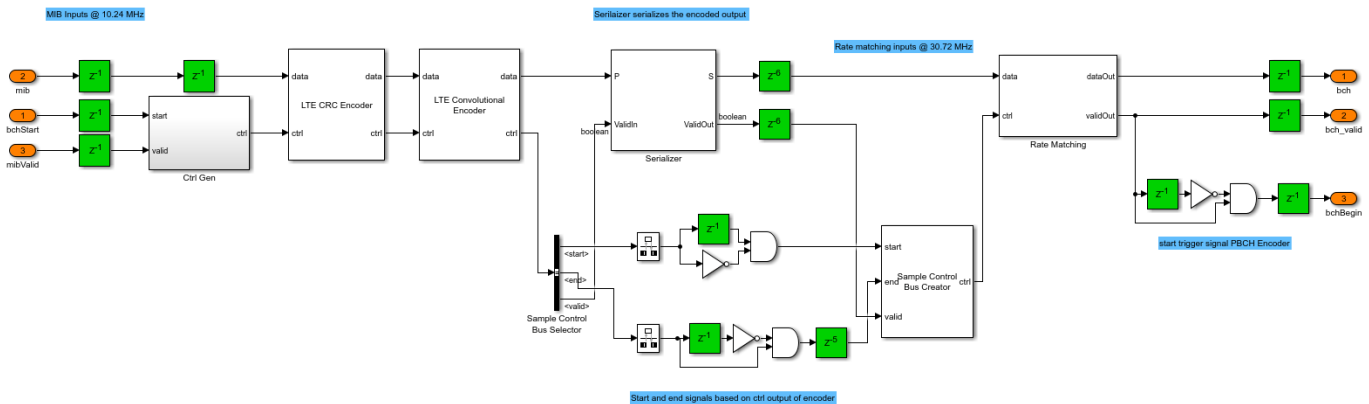 MIB Inputs @ 10.24 MHz
Serilaizer serializes the encoded output
Rate matching inputs @ 30.72 MHz
2
mib
z-1
z-1
1
bchStart
z-1
3
mibValid
z-1
start
valid
ctrl
Ctrl Gen
data
data
LTE CRC Encoder
ctrl
ctrl
data
data
LTE Convolutional
Encoder
ctrl
ctrl
P
S
boolean
ValidIn
ValidOut
boolean
Serializer
z-6
z-6
data
dataOut
ctrl
validOut
Rate Matching
z-1
1
bch
z-1
2
bch_valid
z-1
z-1
3
bchBegin
start trigger signal PBCH Encoder
<start>
<end>
<valid>
Sample Control
Bus Selector
z-1
z-1
z-5
start
end
Sample Control
Bus Creator
ctrl
valid
Start and end signals based on ctrl output of encoder